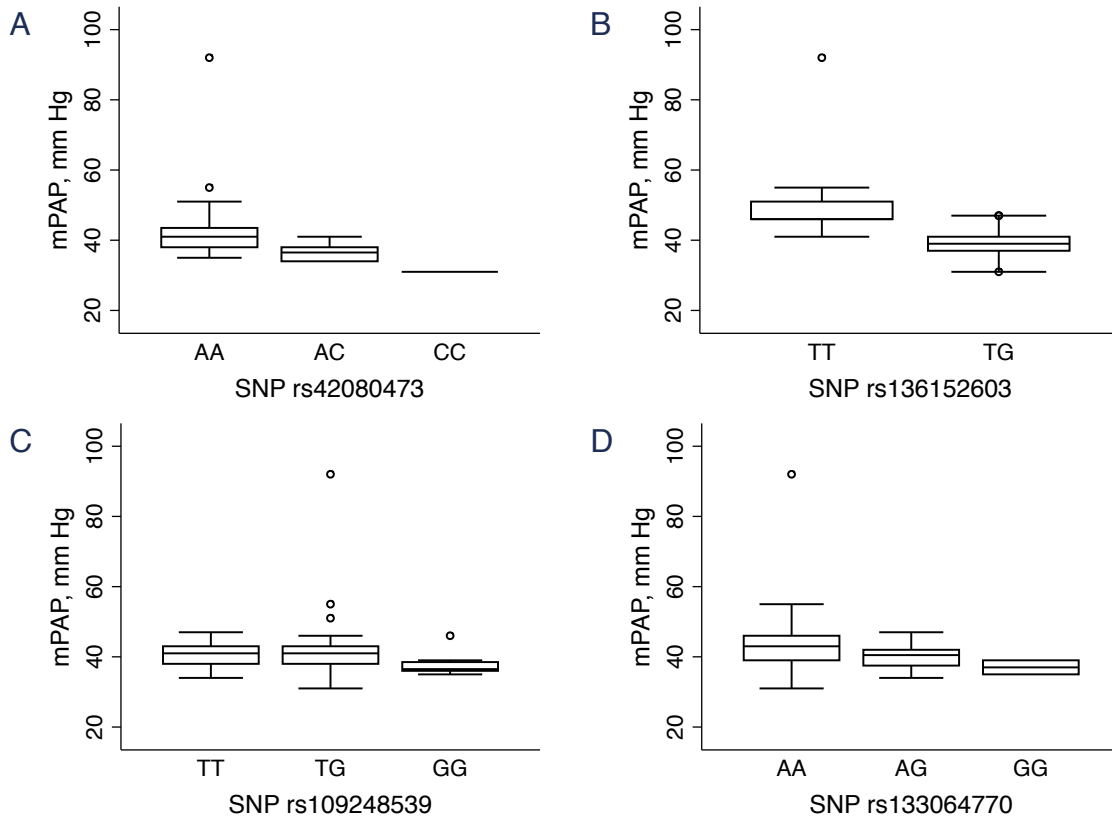 A
mPAP, mm Hg
100
80
60
40
20
AA AC CC
SNP rs42080473
B
mPAP, mm Hg
100
80
60
40
20
TT TG
SNP rs136152603
C
mPAP, mm Hg
100
80
60
40
20
TT TG GG
SNP rs109248539
D
mPAP, mm Hg
100
80
60
40
20
AA AG GG
SNP rs133064770